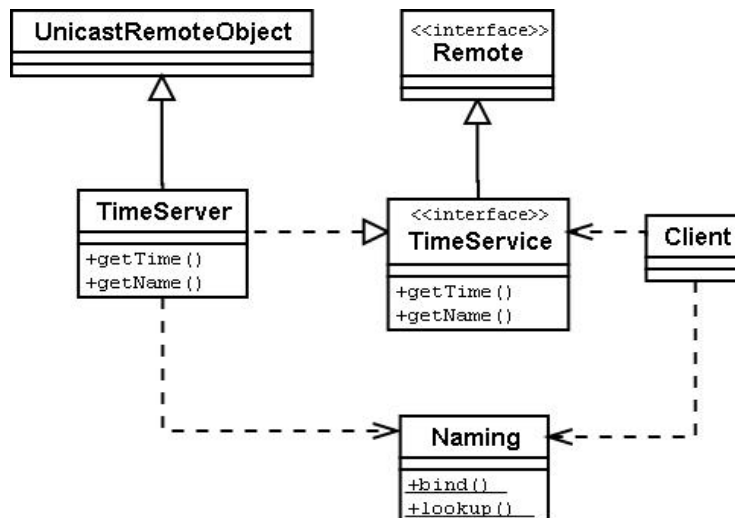 UnicastRemoteObject
<<interface>>
Remote
TimeServer
+getTime()
+getName()
<<interface>>
TimeService
+getTime()
+getName()
Client
Naming
+bind()
+lookup()